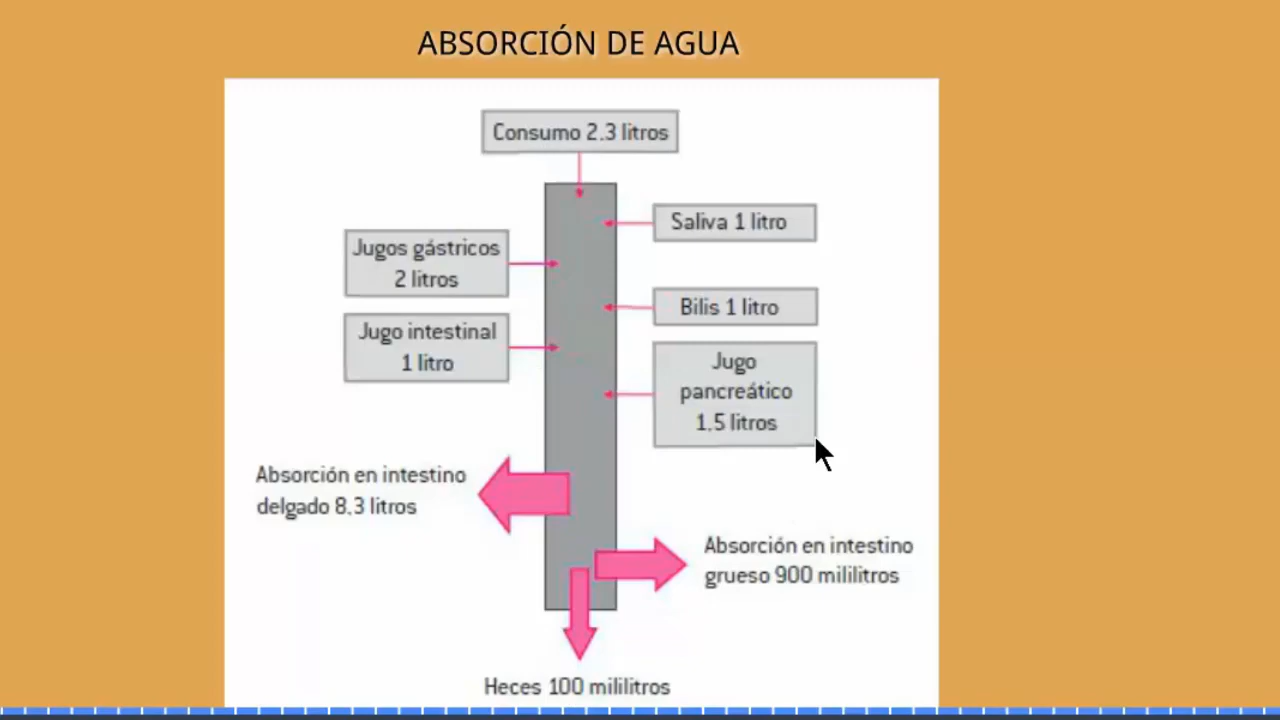 ABSORCIÓN DE AGUA
Consumo 2.3 litros
Saliva 1 litro
Jugos gástricos
2 litros
Bilis 1 litro
Jugo intestinal
1 litro
Jugo
pancreático
1.5 litros
Absorción en intestino
delgado 8.3 litros
Absorción en intestino
grueso 900 mililitros
Heces 100 mililitros